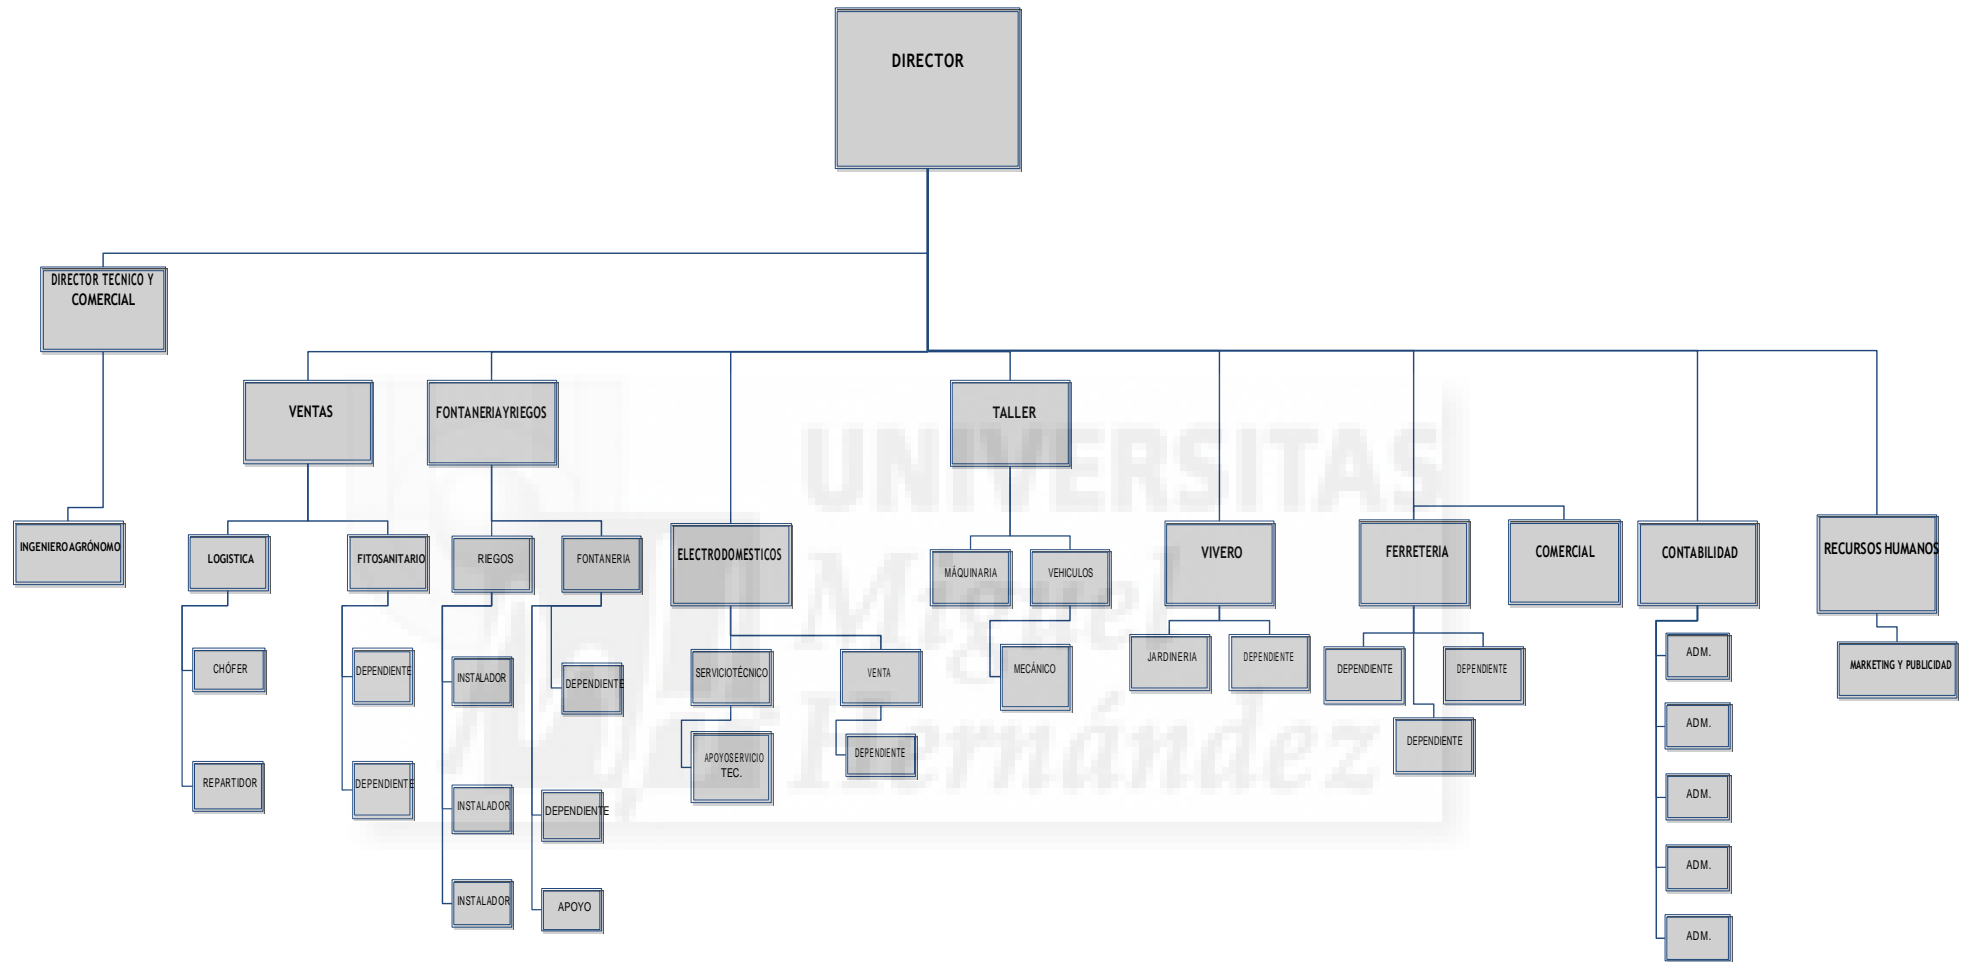 DIRECTOR
DIRECTOR TECNICO Y
COMERCIAL
VENTAS
FONTANERIAYRIEGOS
TALLER
UNIVERSITAS
Miguel
Hernández
INGENIEROAGRÓNOMO
LOGISTICA
FITOSANITARIO
RIEGOS
FONTANERIA
ELECTRODOMESTICOS
MÁQUINARIA
VEHICULOS
VIVERO
FERRETERIA
COMERCIAL
CONTABILIDAD
RECURSOS HUMANOS
CHÓFER
DEPENDIENTE
INSTALADOR
DEPENDIENTE
SERVICIOTÉCNICO
VENTA
MECÁNICO
JARDINERIA
DEPENDIENTE
DEPENDIENTE
DEPENDIENTE
ADM.
MARKETING Y PUBLICIDAD
APOYOSERVICIO
TEC.
DEPENDIENTE
DEPENDIENTE
ADM.
REPARTIDOR
DEPENDIENTE
INSTALADOR
DEPENDIENTE
ADM.
ADM.
INSTALADOR
APOYO
ADM.